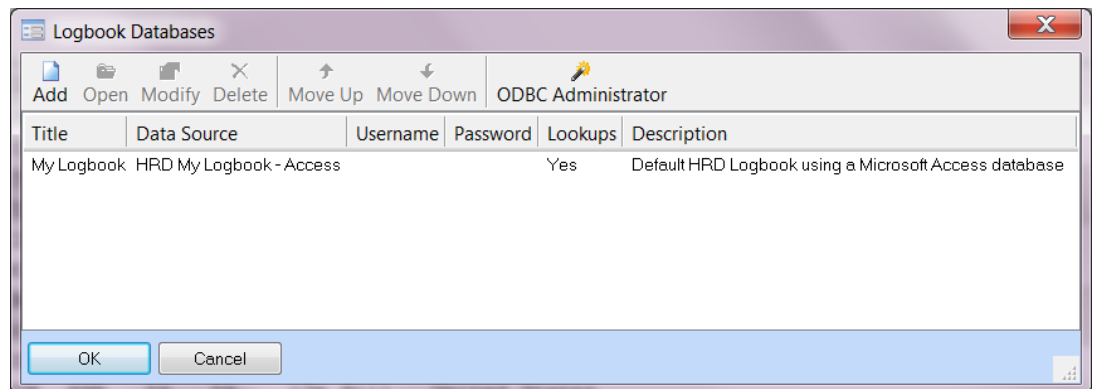 Logbook Databases
X
Add Open Modify Delete Move Up Move Down ODBC Administrator
Title Data Source Username Password Lookups Description
My Logbook HRD My Logbook - Access Yes Default HRD Logbook using a Microsoft Access database
OK Cancel